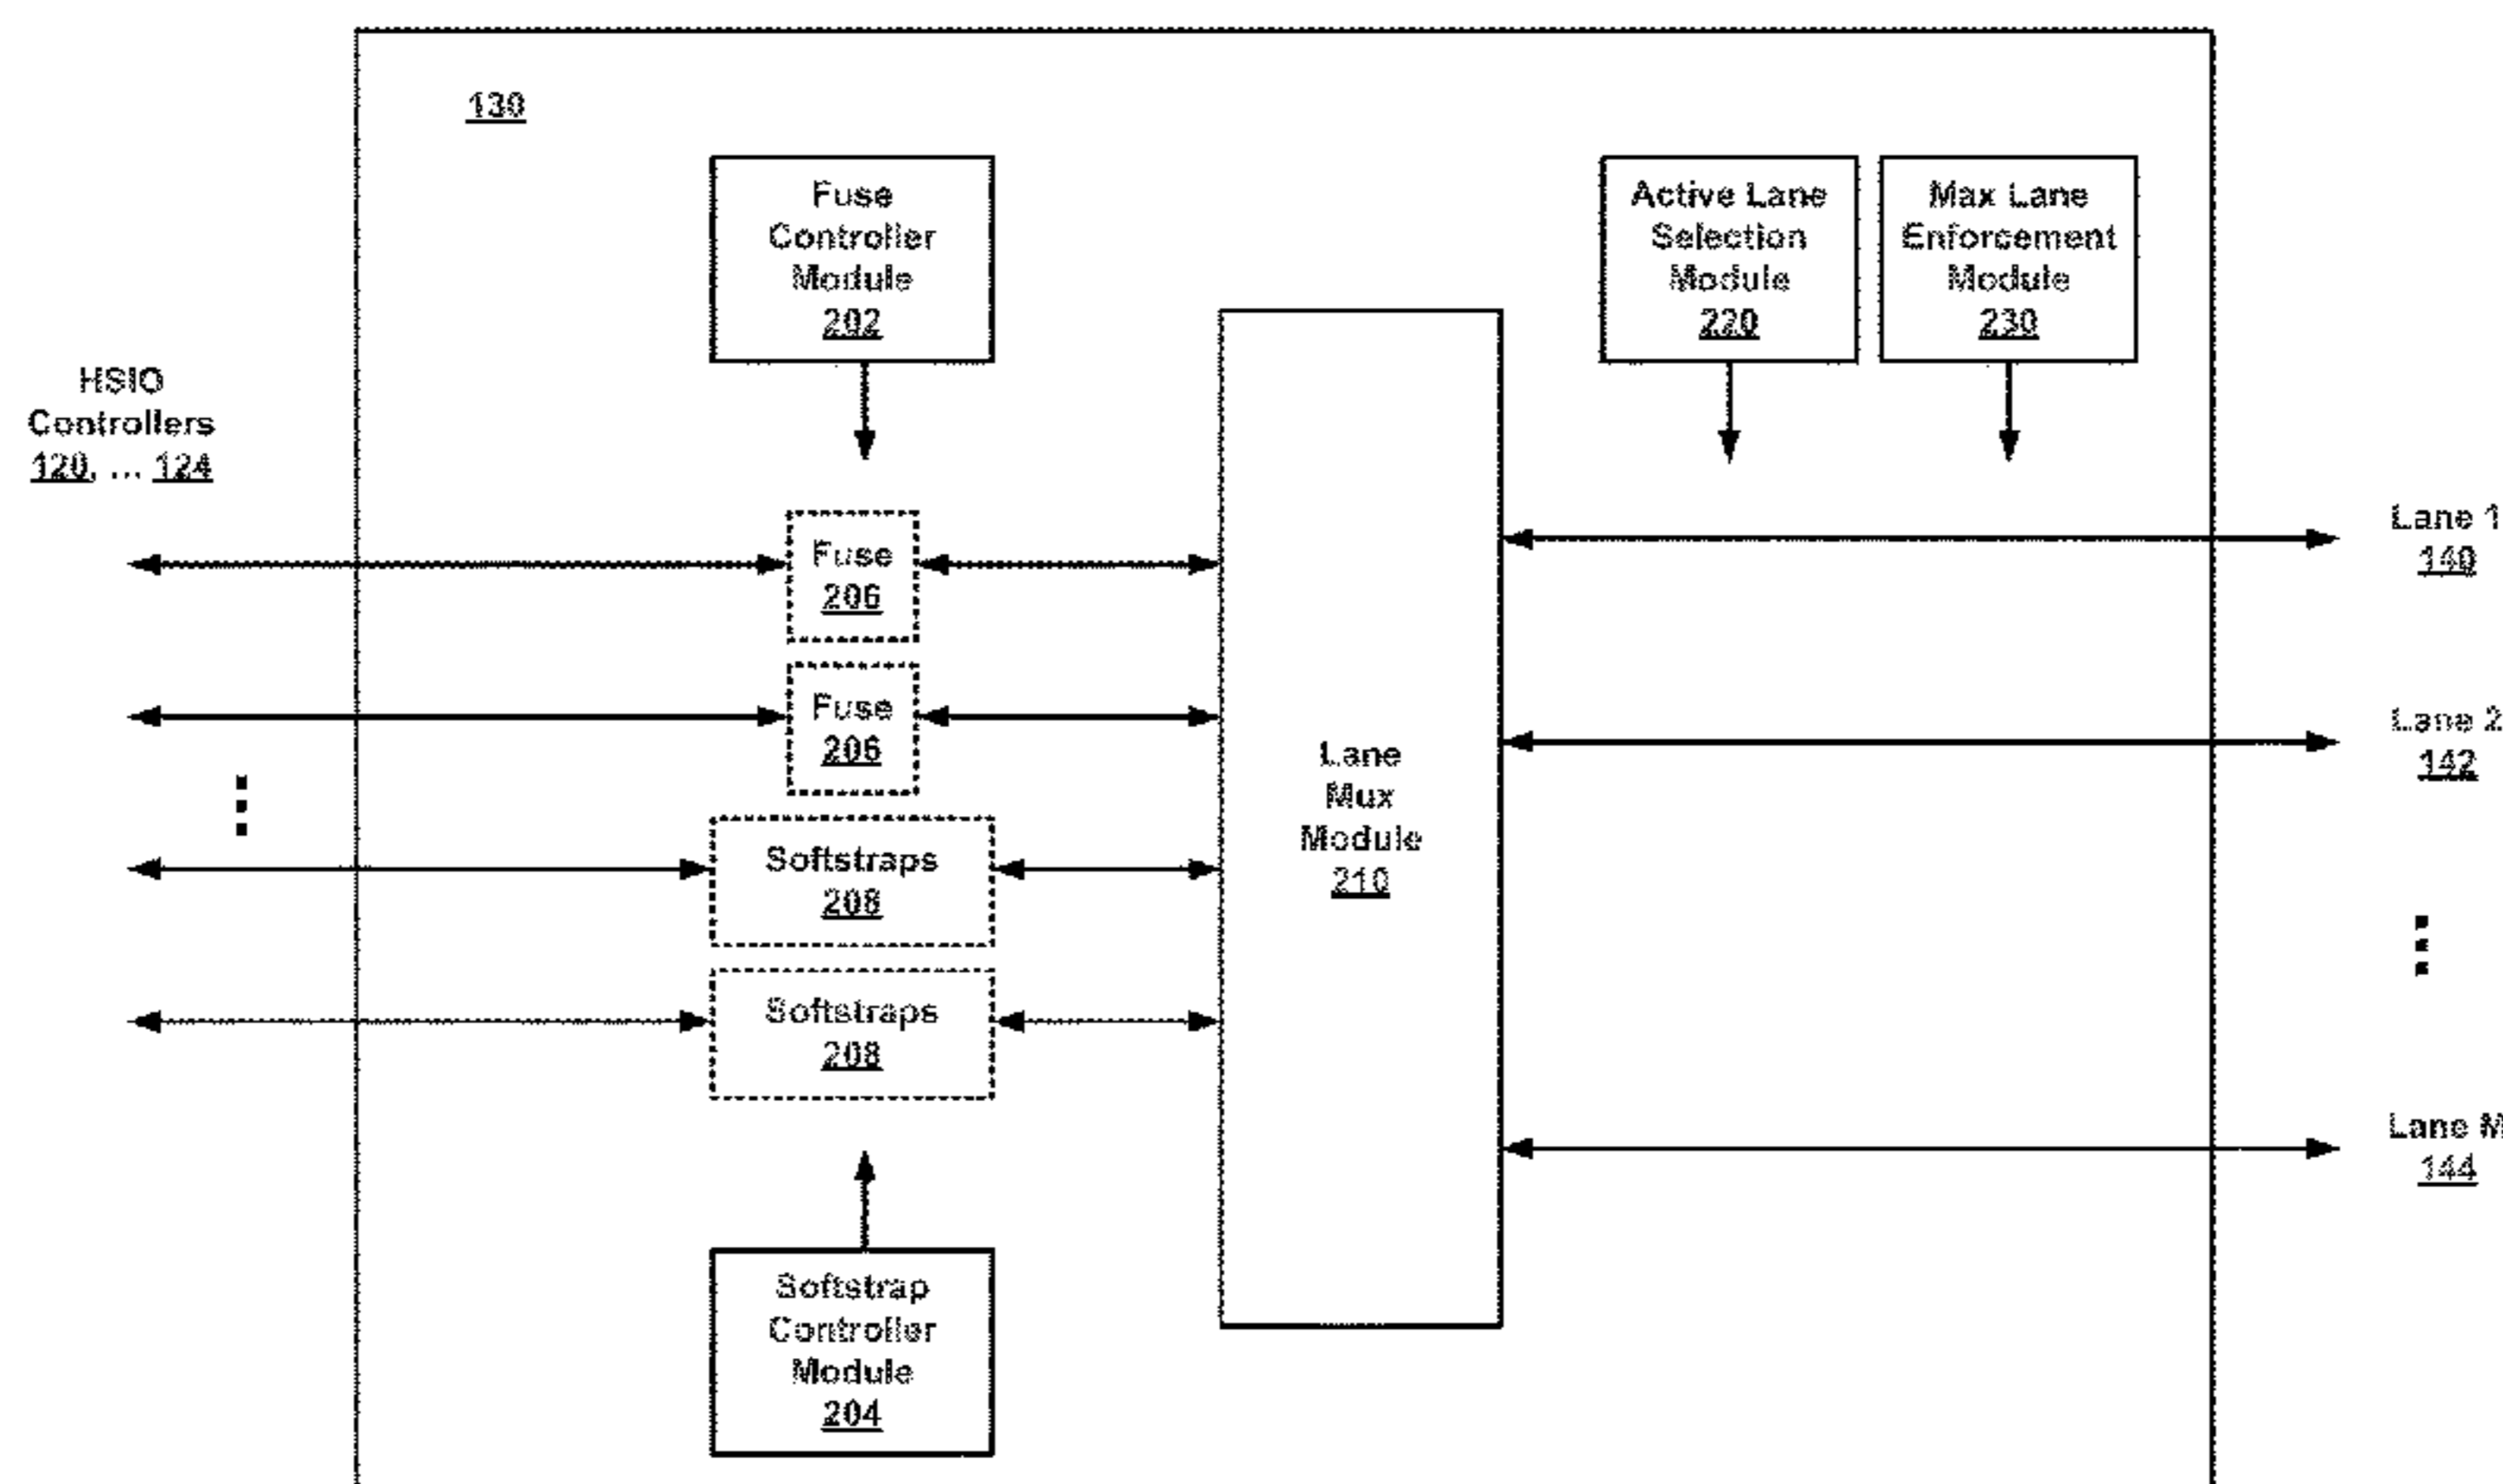 130
Fuse
Controller
Module
202
Active Lane
Selection
Module
220
Max Lane
Enforcement
Module
230
HSIO
Controllers
120, ... 124
Fuse
206
Fuse
206
Softstraps
208
Softstraps
208
Softstrap
Controller
Module
204
Lane
Mux
Module
210
Lane 1
140
Lane 2
142
Lane M
144